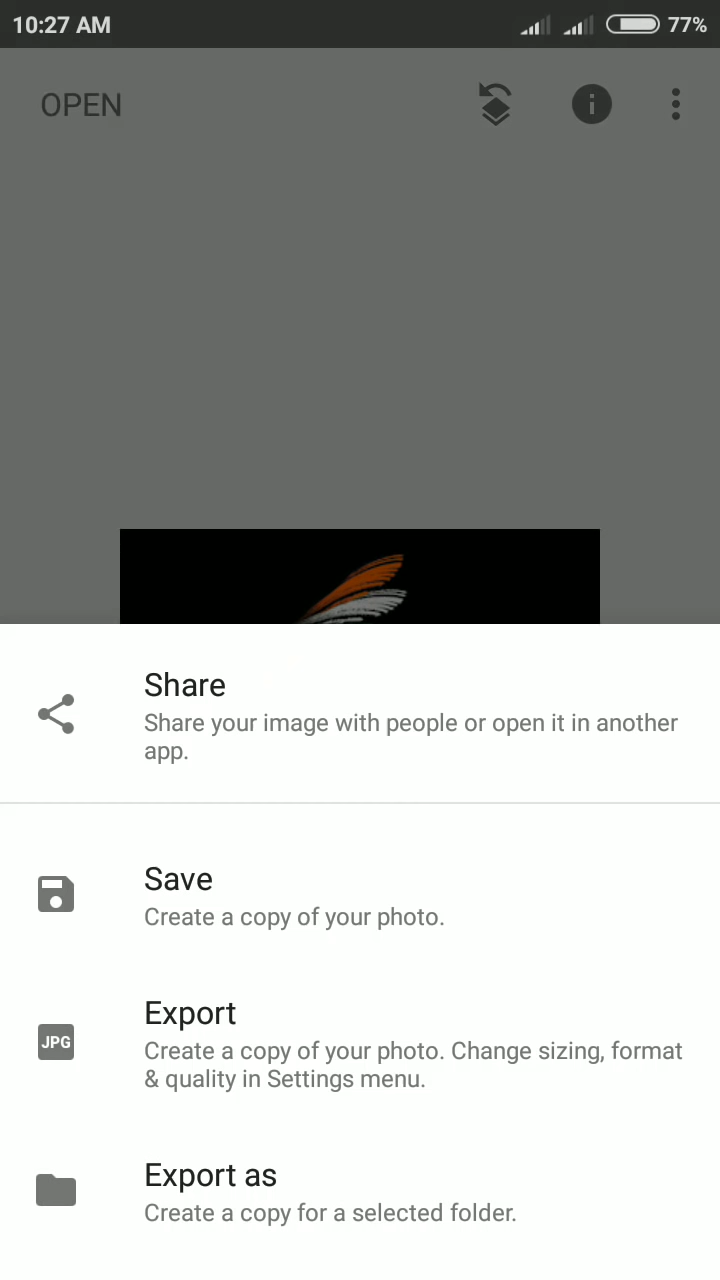 10:27 AM
77%
OPEN
Share
Share your image with people or open it in another
app.
Save
Create a copy of your photo.
Export
JPG
Create a copy of your photo. Change sizing, format
& quality in Settings menu.
Export as
Create a copy for a selected folder.